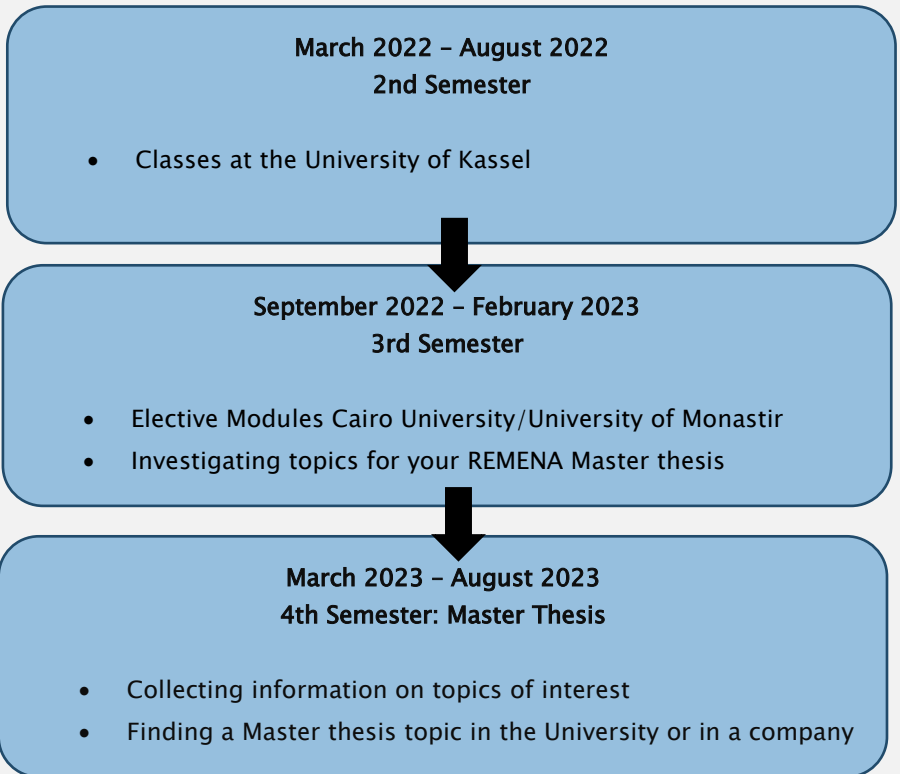 March 2022 – August 2022
2nd Semester
• Classes at the University of Kassel
September 2022 – February 2023
3rd Semester
• Elective Modules Cairo University/University of Monastir
• Investigating topics for your REMENA Master thesis
March 2023 – August 2023
4th Semester: Master Thesis
• Collecting information on topics of interest
• Finding a Master thesis topic in the University or in a company